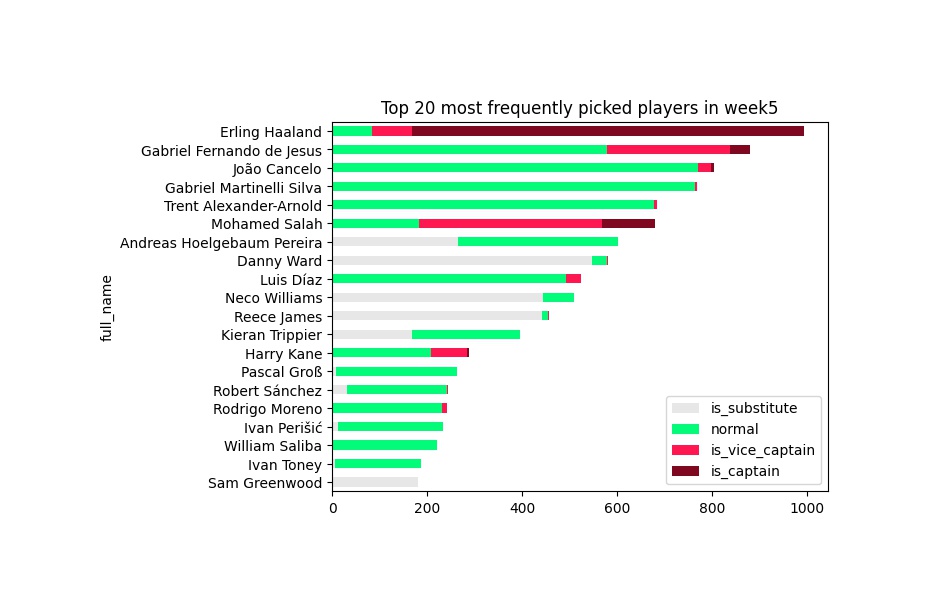 Top 20 most frequently picked players in week5
full_name
Erling Haaland
Gabriel Fernando de Jesus
João Cancelo
Gabriel Martinelli Silva
Trent Alexander-Arnold
Mohamed Salah
Andreas Hoelgebaum Pereira
Danny Ward
Luis Díaz
Neco Williams
Reece James
Kieran Trippier
Harry Kane
Pascal Groß
Robert Sánchez
Rodrigo Moreno
Ivan Perišić
William Saliba
Ivan Toney
Sam Greenwood
is_substitute
normal
is_vice_captain
is_captain
0 200 400 600 800 1000